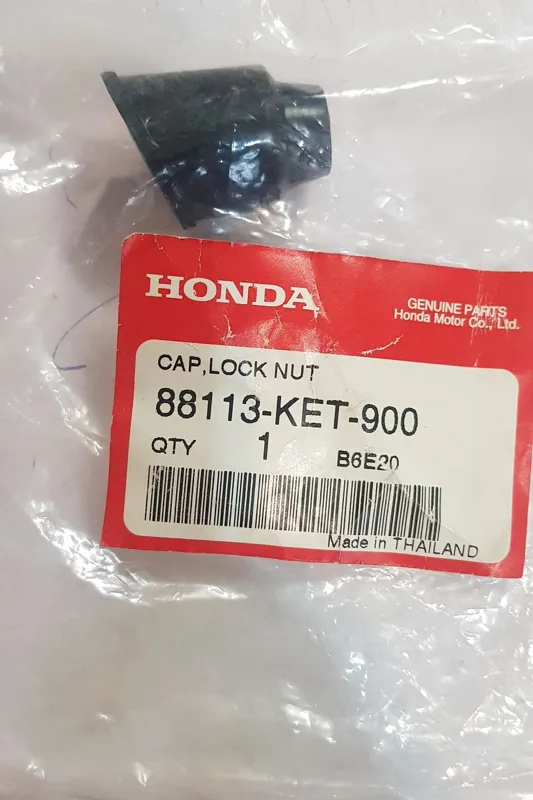 HONDA
GENUINE PARTS
Honda Motor Co., Ltd.
CAP,LOCK NUT
88113-KET-900
QTY 1 B6E20
Made in THAILAND